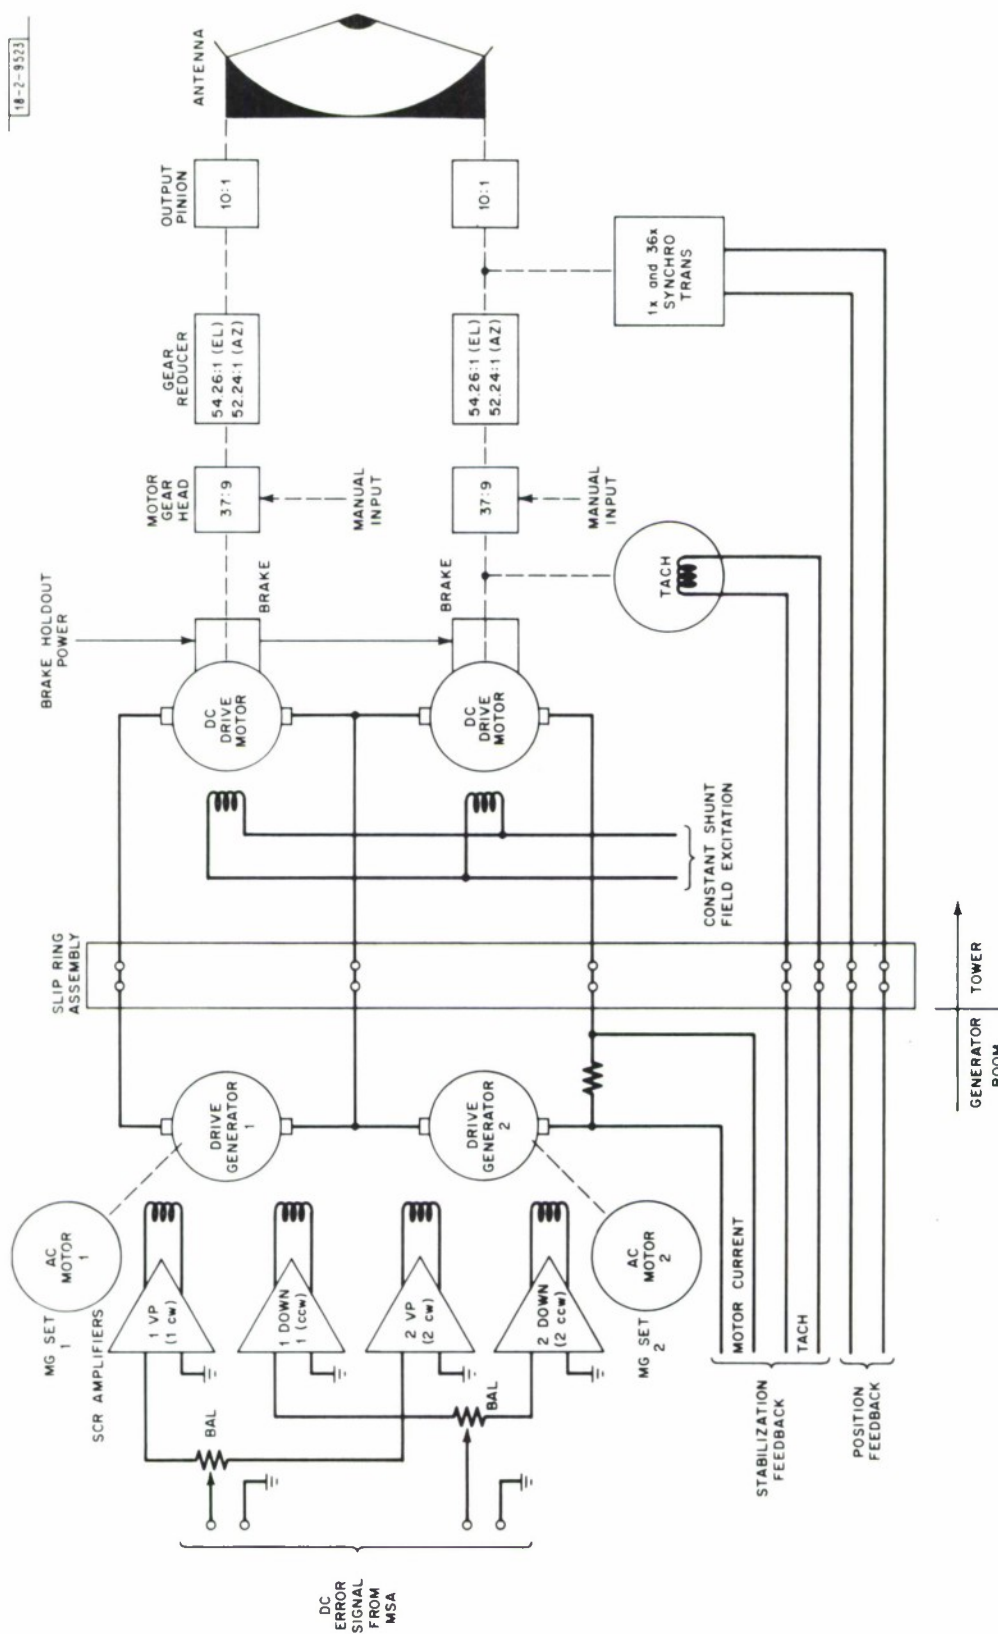 18-2-9523
ANTENNA
OUTPUT
PINION
10:1
10:1
GEAR
REDUCER
54.26:1 (EL)
52.24:1 (AZ)
54.26:1 (EL)
52.24:1 (AZ)
1x and 36x
SYNCHRO
TRANS
MOTOR
GEAR
HEAD
37:9
MANUAL
INPUT
37:9
MANUAL
INPUT
BRAKE HOLDOUT
POWER
BRAKE
BRAKE
TACH
DC
DRIVE
MOTOR
DC
DRIVE
MOTOR
CONSTANT SHUNT
FIELD EXCITATION
SLIP RING
ASSEMBLY
GENERATOR
ROOM
TOWER
DRIVE
GENERATOR
1
DRIVE
GENERATOR
2
AC
MOTOR
1
MG SET
1
AC
MOTOR
2
MG SET
2
SCR AMPLIFIERS
1 VP
(1 cw)
1 DOWN
1 (ccw)
2 VP
(2 cw)
2 DOWN
(2 ccw)
BAL
BAL
MOTOR CURRENT
TACH
STABILIZATION
FEEDBACK
POSITION
FEEDBACK
DC
ERROR
SIGNAL
FROM
MSA